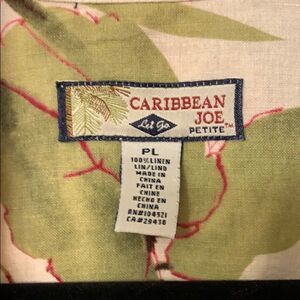 CARIBBEAN
JOE™
Let Go
PETITE
PL
100% LINEN
LIN/LINO
MADE IN
CHINA
FAIT EN
CHINE
HECHO EN
CHINA
RN#104521
CA#29438